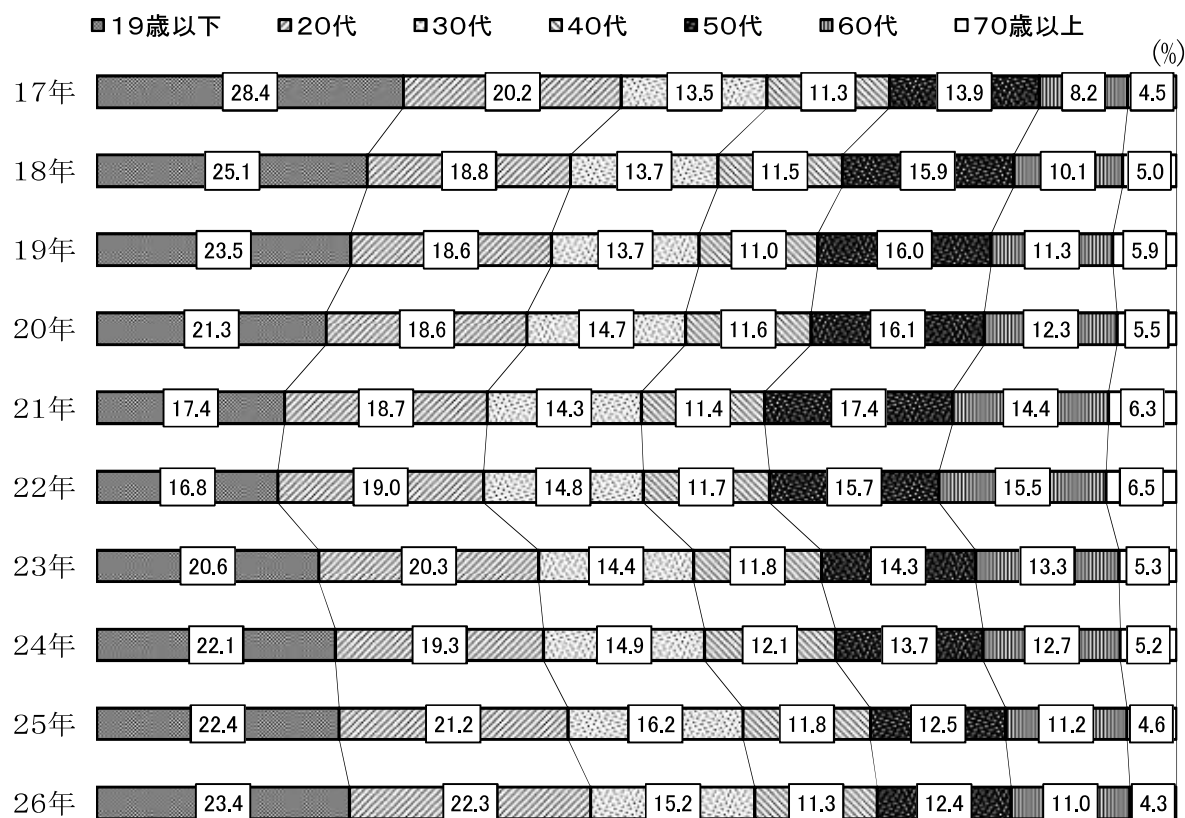 19歳以下 20代 30代 40代 50代 60代 70歳以上
(%)
17年 28.4 20.2 13.5 11.3 13.9 8.2 4.5
18年 25.1 18.8 13.7 11.5 15.9 10.1 5.0
19年 23.5 18.6 13.7 11.0 16.0 11.3 5.9
20年 21.3 18.6 14.7 11.6 16.1 12.3 5.5
21年 17.4 18.7 14.3 11.4 17.4 14.4 6.3
22年 16.8 19.0 14.8 11.7 15.7 15.5 6.5
23年 20.6 20.3 14.4 11.8 14.3 13.3 5.3
24年 22.1 19.3 14.9 12.1 13.7 12.7 5.2
25年 22.4 21.2 16.2 11.8 12.5 11.2 4.6
26年 23.4 22.3 15.2 11.3 12.4 11.0 4.3